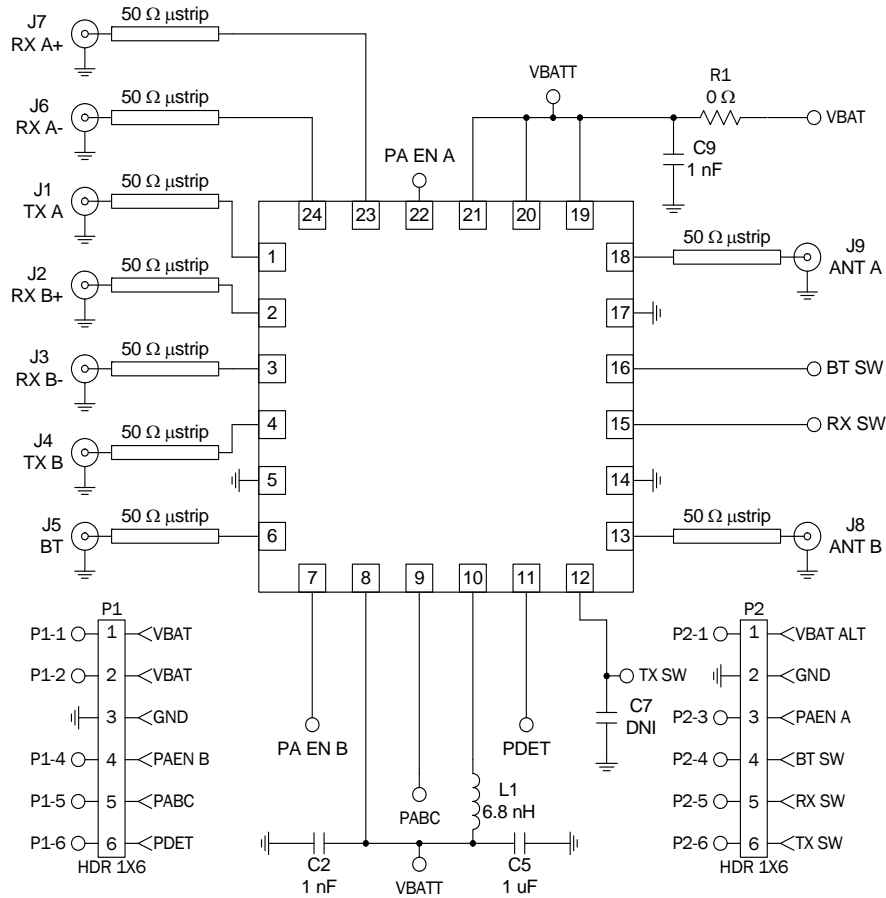 J7
RX A+
50 Ω µstrip
J6
RX A-
50 Ω µstrip
J1
TX A
50 Ω µstrip
J2
RX B+
50 Ω µstrip
J3
RX B-
50 Ω µstrip
J4
TX B
50 Ω µstrip
J5
BT
50 Ω µstrip
PA EN A
VBATT
R1
0 Ω
VBAT
C9
1 nF
24
23
22
21
20
19
1
2
3
4
5
6
18
17
16
15
14
13
7
8
9
10
11
12
50 Ω µstrip
J9
ANT A
BT SW
RX SW
50 Ω µstrip
J8
ANT B
PA EN B
PABC
L1
6.8 nH
PDET
TX SW
C7
DNI
C2
1 nF
VBATT
C5
1 uF
P1
P1-1 1 VBAT
P1-2 2 VBAT
3 GND
P1-4 4 PAEN B
P1-5 5 PABC
P1-6 6 PDET
HDR 1X6
P2
P2-1 1 VBAT ALT
2 GND
P2-3 3 PAEN A
P2-4 4 BT SW
P2-5 5 RX SW
P2-6 6 TX SW
HDR 1X6